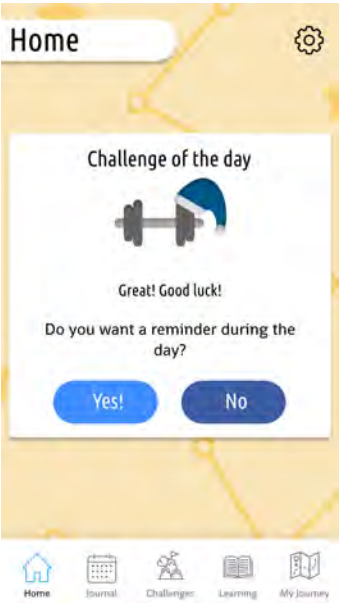 Home
Challenge of the day
Great! Good luck!
Do you want a reminder during the
day?
Yes!
No
Home
Journal
Challenges
Learning
My Journey